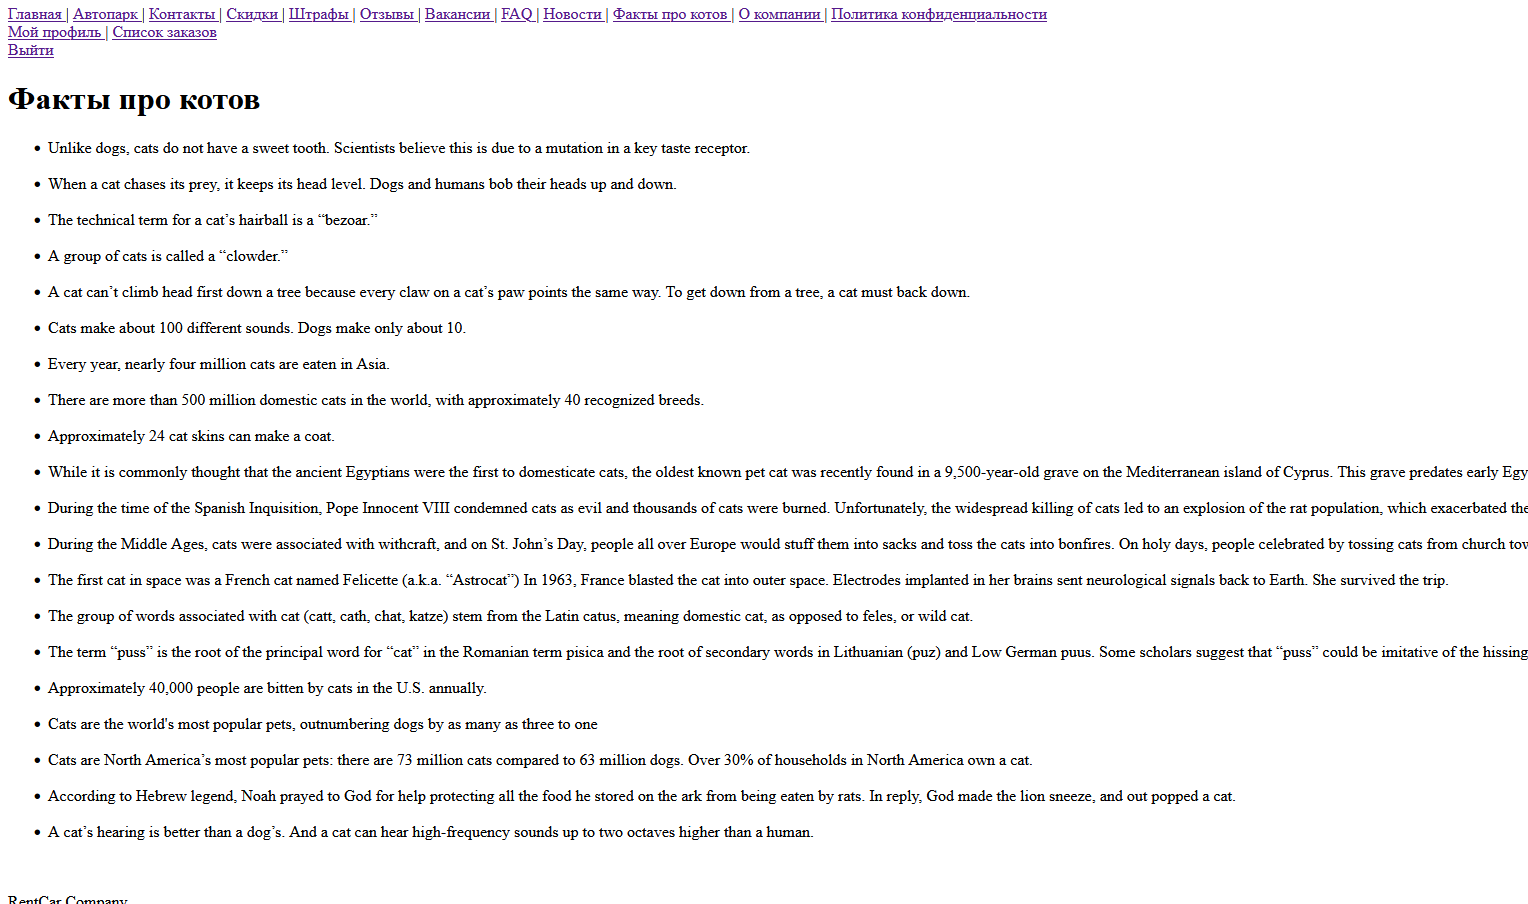 Главная | Автопарк | Контакты | Скидки | Штрафы | Отзывы | Вакансии | FAQ | Новости | Факты про котов | О компании | Политика конфиденциальности
Мой профиль | Список заказов
Выйти
Факты про котов
• Unlike dogs, cats do not have a sweet tooth. Scientists believe this is due to a mutation in a key taste receptor.
• When a cat chases its prey, it keeps its head level. Dogs and humans bob their heads up and down.
• The technical term for a cat’s hairball is a “bezoar.”
• A group of cats is called a “clowder.”
• A cat can’t climb head first down a tree because every claw on a cat’s paw points the same way. To get down from a tree, a cat must back down.
• Cats make about 100 different sounds. Dogs make only about 10.
• Every year, nearly four million cats are eaten in Asia.
• There are more than 500 million domestic cats in the world, with approximately 40 recognized breeds.
• Approximately 24 cat skins can make a coat.
• While it is commonly thought that the ancient Egyptians were the first to domesticate cats, the oldest known pet cat was recently found in a 9,500-year-old grave on the Mediterranean island of Cyprus. This grave predates early Egy
• During the time of the Spanish Inquisition, Pope Innocent VIII condemned cats as evil and thousands of cats were burned. Unfortunately, the widespread killing of cats led to an explosion of the rat population, which exacerbated the
• During the Middle Ages, cats were associated with withcraft, and on St. John’s Day, people all over Europe would stuff them into sacks and toss the cats into bonfires. On holy days, people celebrated by tossing cats from church tow
• The first cat in space was a French cat named Felicette (a.k.a. “Astrocat”) In 1963, France blasted the cat into outer space. Electrodes implanted in her brains sent neurological signals back to Earth. She survived the trip.
• The group of words associated with cat (catt, cath, chat, katze) stem from the Latin catus, meaning domestic cat, as opposed to feles, or wild cat.
• The term “puss” is the root of the principal word for “cat” in the Romanian term pisica and the root of secondary words in Lithuanian (puz) and Low German puus. Some scholars suggest that “puss” could be imitative of the hissing
• Approximately 40,000 people are bitten by cats in the U.S. annually.
• Cats are the world's most popular pets, outnumbering dogs by as many as three to one
• Cats are North America’s most popular pets: there are 73 million cats compared to 63 million dogs. Over 30% of households in North America own a cat.
• According to Hebrew legend, Noah prayed to God for help protecting all the food he stored on the ark from being eaten by rats. In reply, God made the lion sneeze, and out popped a cat.
• A cat’s hearing is better than a dog’s. And a cat can hear high-frequency sounds up to two octaves higher than a human.
RentCar Company